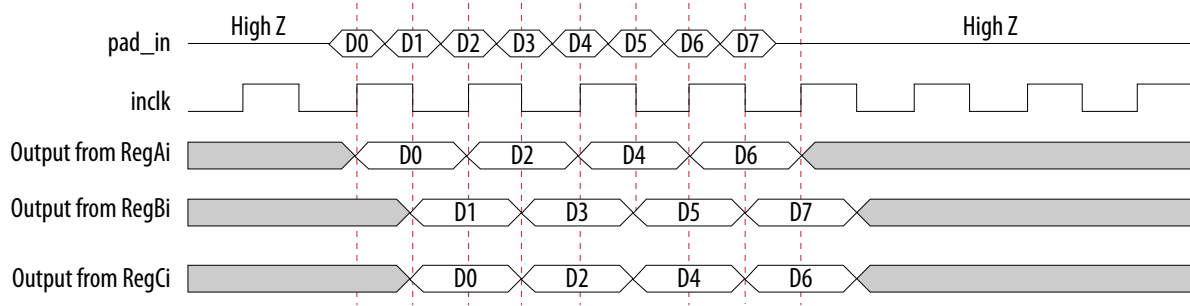 High Z High Z
pad_in D0 D1 D2 D3 D4 D5 D6 D7
inclk
Output from RegAi D0 D2 D4 D6
Output from RegBi D1 D3 D5 D7
Output from RegCi D0 D2 D4 D6